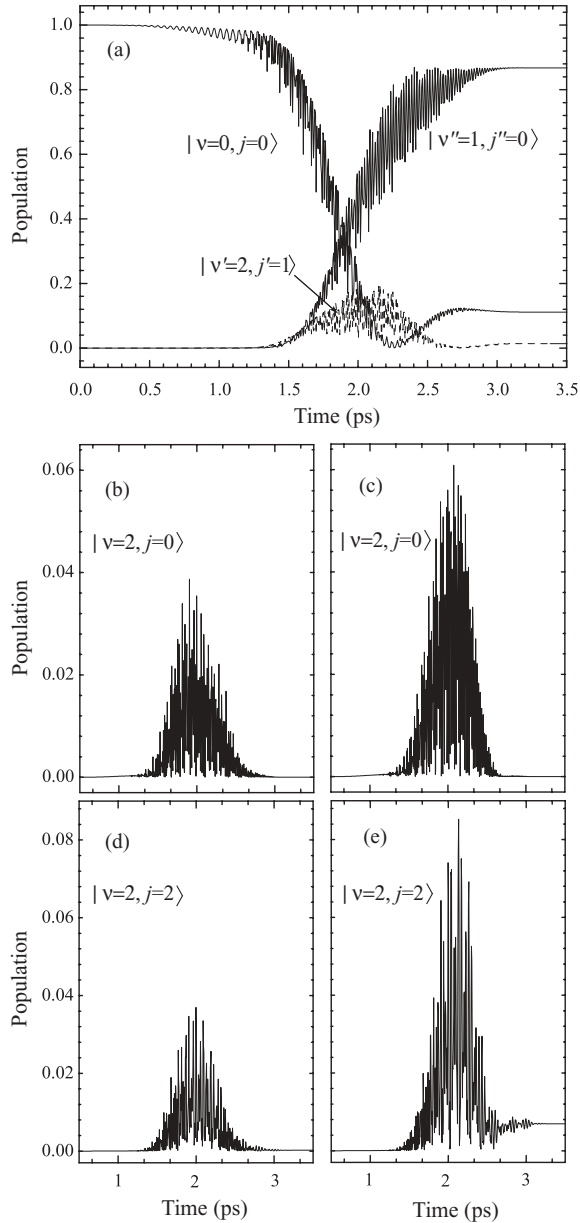 (a)
1.0
0.8
0.6
0.4
0.2
0.0
Population
| ν=0, j=0⟩
| ν''=1, j''=0⟩
| ν'=2, j'=1⟩
0.0 0.5 1.0 1.5 2.0 2.5 3.0 3.5
Time (ps)
(b)
(c)
0.06
0.04
0.02
0.00
Population
| ν=2, j=0⟩
| ν=2, j=0⟩
(d)
(e)
0.08
0.06
0.04
0.02
0.00
Population
| ν=2, j=2⟩
| ν=2, j=2⟩
1 2 3
1 2 3
Time (ps)
Time (ps)